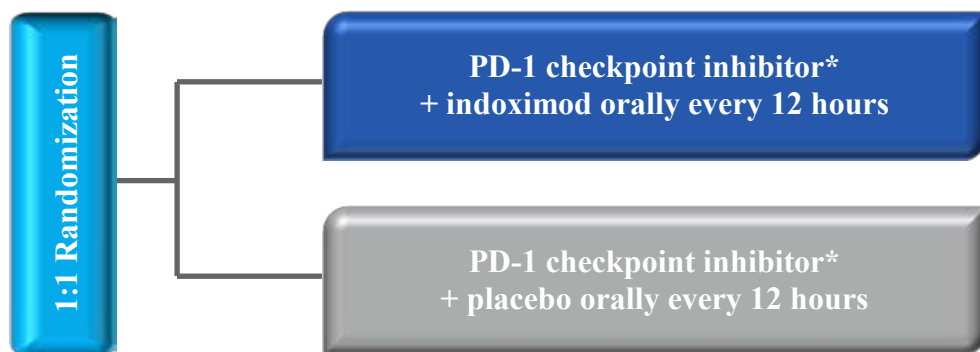 1:1 Randomization
PD-1 checkpoint inhibitor*
+ indoximod orally every 12 hours
PD-1 checkpoint inhibitor*
+ placebo orally every 12 hours